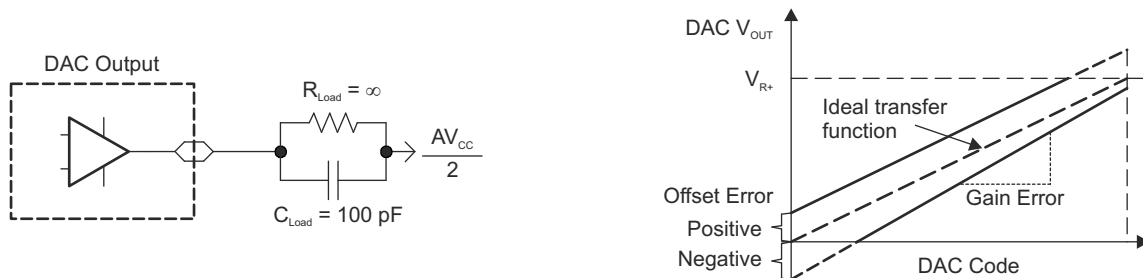 DAC Output
R_Load = ∞
C_Load = 100 pF
AV_CC
2
DAC V_OUT
V_R+
Ideal transfer
function
Offset Error
Positive
Negative
Gain Error
DAC Code